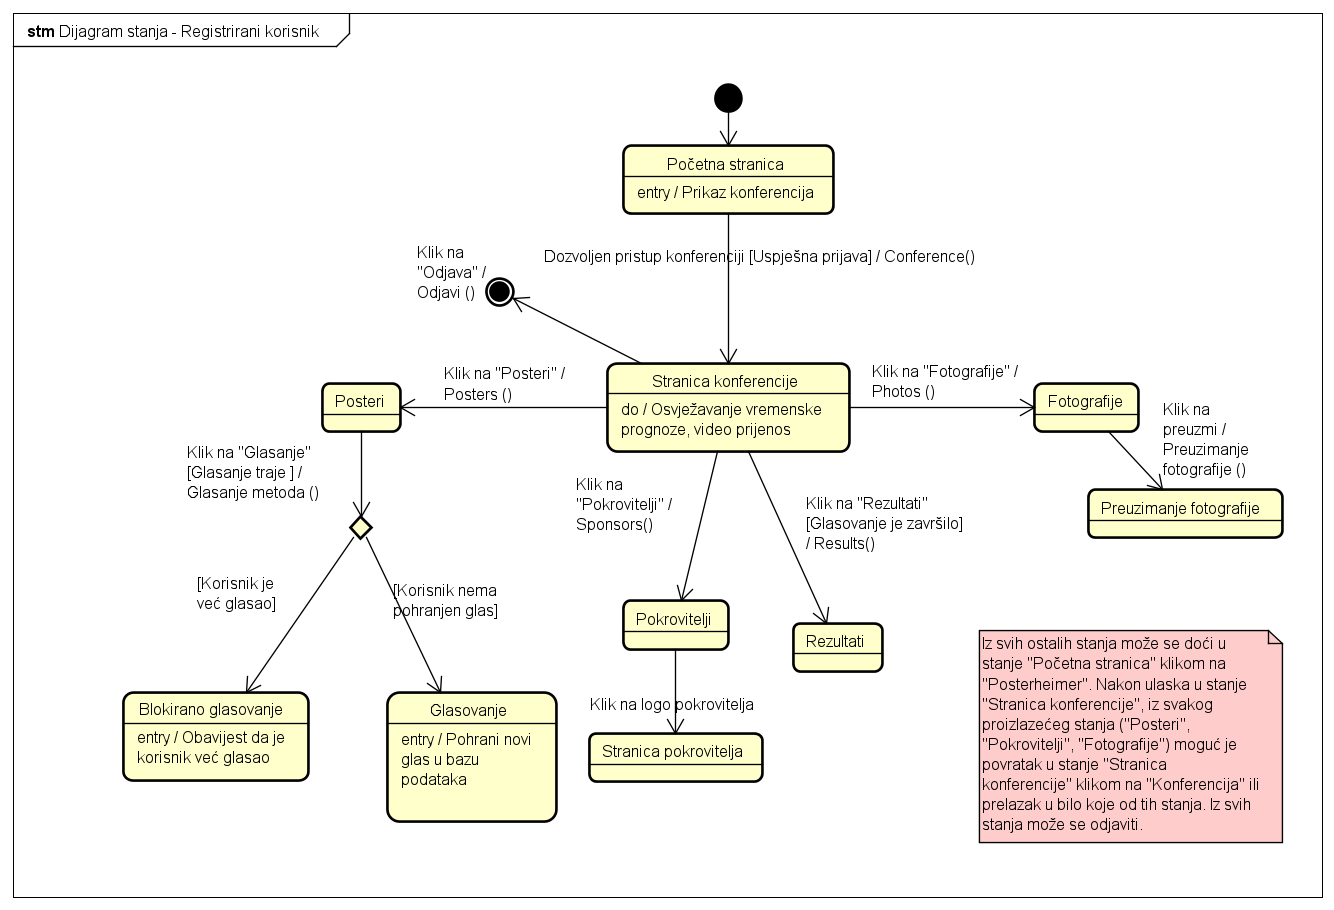 stm Dijagram stanja - Registrirani korisnik
Početna stranica
entry / Prikaz konferencija
Dozvoljen pristup konferenciji [Uspješna prijava] / Conference()
Klik na
"Odjava" /
Odjavi ()
Stranica konferencije
do / Osvježavanje vremenske
prognoze, video prijenos
Klik na "Posteri" /
Posters ()
Posteri
Klik na "Fotografije" /
Photos ()
Fotografije
Klik na
preuzmi /
Preuzimanje
fotografije ()
Preuzimanje fotografije
Klik na "Glasanje"
[Glasanje traje ] /
Glasanje metoda ()
Klik na
"Pokrovitelji" /
Sponsors()
Klik na "Rezultati"
[Glasovanje je završilo]
/ Results()
[Korisnik je
već glasao]
[Korisnik nema
pohranjen glas]
Pokrovitelji
Rezultati
Klik na logo pokrovitelja
Stranica pokrovitelja
Blokirano glasovanje
entry / Obavijest da je
korisnik već glasao
Glasovanje
entry / Pohrani novi
glas u bazu
podataka
Iz svih ostalih stanja može se doći u
stanje "Početna stranica" klikom na
"Posterheimer". Nakon ulaska u stanje
"Stranica konferencije", iz svakog
proizlazećeg stanja ("Posteri",
"Pokrovitelji", "Fotografije") moguć je
povratak u stanje "Stranica
konferencije" klikom na "Konferencija" ili
prelazak u bilo koje od tih stanja. Iz svih
stanja može se odjaviti.